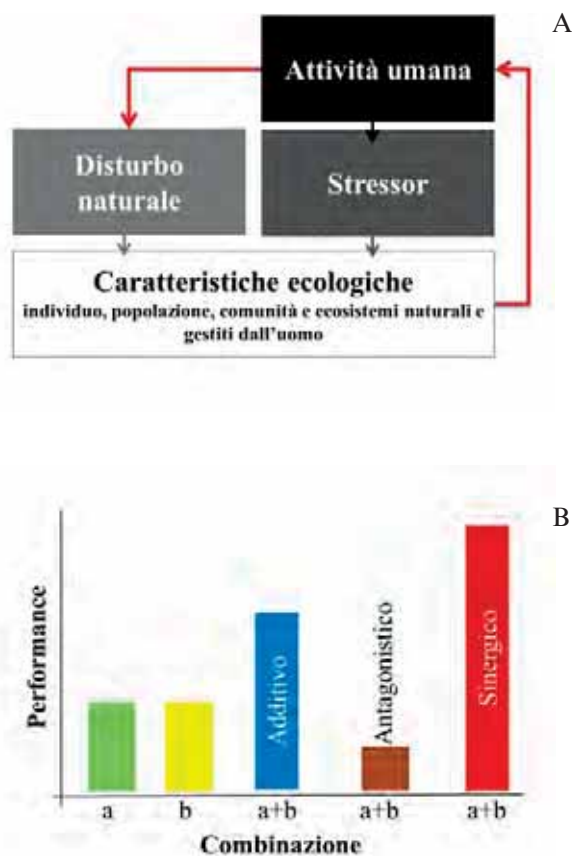 A
Attività umana
Disturbo
naturale
Stressor
Caratteristiche ecologiche
individuo, popolazione, comunità e ecosistemi naturali e
gestiti dall'uomo
B
Performance
Additivo
Antagonistico
Sinergico
a b a+b a+b a+b
Combinazione